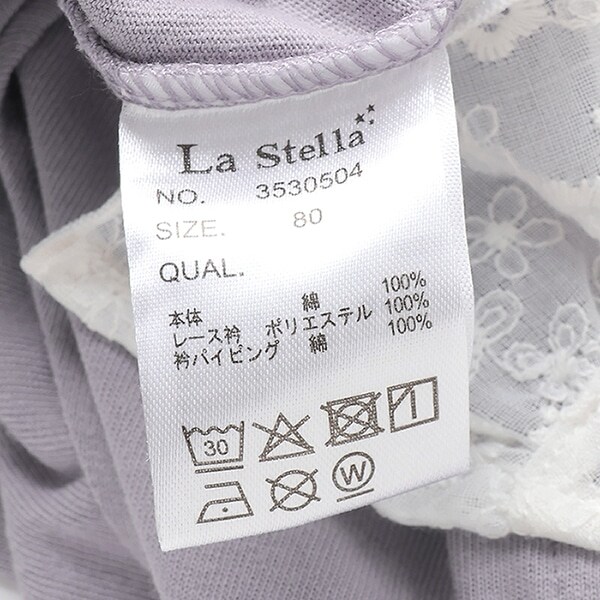 La Stella
NO. 3530504
SIZE. 80
QUAL.
本体 綿 100%
レース衿 ポリエステル 100%
衿パイピング 綿 100%
30
W